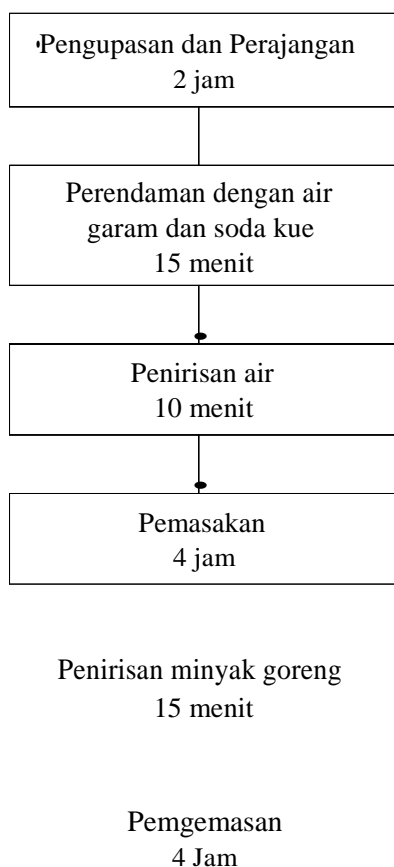 Pengupasan dan Perajangan
2 jam
Perendaman dengan air
garam dan soda kue
15 menit
Penirisan air
10 menit
Pemasakan
4 jam
Penirisan minyak goreng
15 menit
Pemgemasan
4 Jam